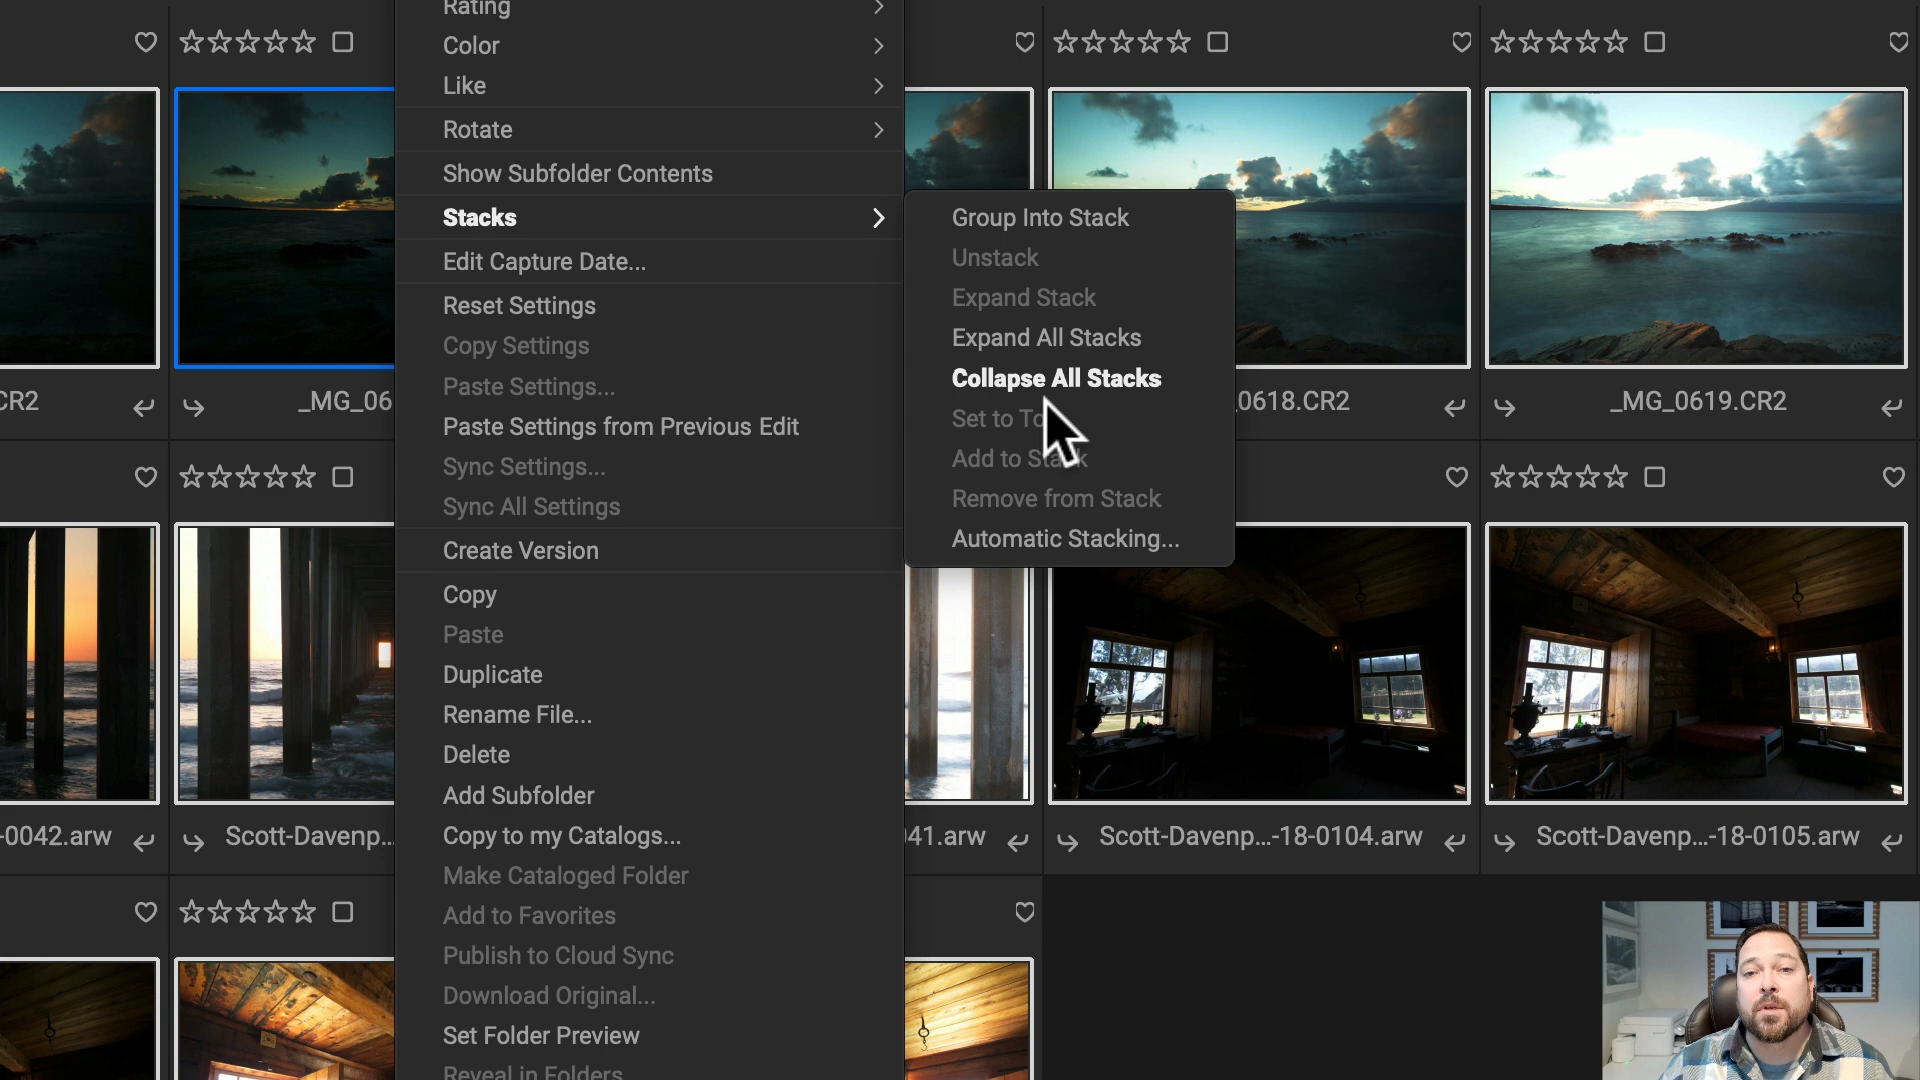 Rating
Color
Like
Rotate
Show Subfolder Contents
Stacks
Edit Capture Date...
Reset Settings
Copy Settings
Paste Settings...
Paste Settings from Previous Edit
Sync Settings...
Sync All Settings
Create Version
Copy
Paste
Duplicate
Rename File...
Delete
Add Subfolder
Copy to my Catalogs...
Make Cataloged Folder
Add to Favorites
Publish to Cloud Sync
Download Original...
Set Folder Preview
Reveal in Folders
Group Into Stack
Unstack
Expand Stack
Expand All Stacks
Collapse All Stacks
Set to
Add to Stack
Remove from Stack
Automatic Stacking...
CR2
_MG_06
0618.CR2
_MG_0619.CR2
-0042.arw
Scott-Davenp...
41.arw
Scott-Davenp...-18-0104.arw
Scott-Davenp...-18-0105.arw